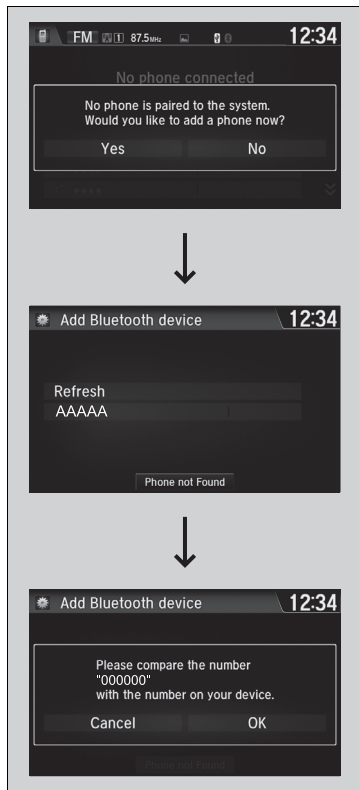 FM 1 87.5MHz 12:34
No phone connected
No phone is paired to the system.
Would you like to add a phone now?
Yes No
Add Bluetooth device 12:34
Refresh
AAAAA
Phone not Found
Add Bluetooth device 12:34
Please compare the number
"000000"
with the number on your device.
Cancel OK
Phone not Found